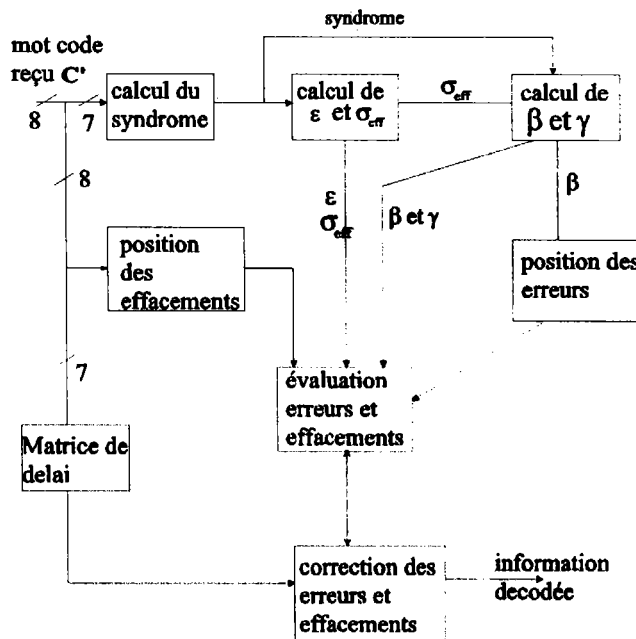 syndrome
mot code
reçu C'
8
7
calcul du
syndrome
calcul de
ε et σeff
σeff
calcul de
β et γ
8
ε
σeff
β et γ
β
position
des
effacements
position des
erreurs
7
évaluation
erreurs et
effacements
Matrice de
delai
correction des
erreurs et
effacements
information
decodée